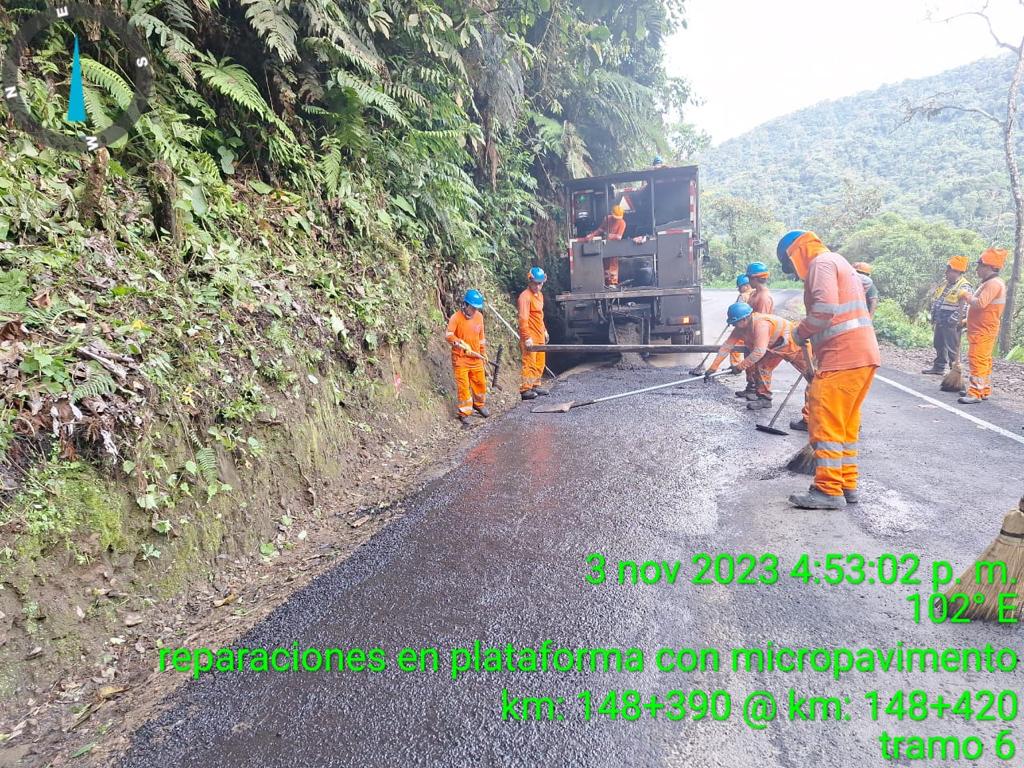 E
S
N
W
3 nov 2023 4:53:02 p. m.
102° E
reparaciones en plataforma con micropavimento
km: 148+390 @ km: 148+420
tramo 6